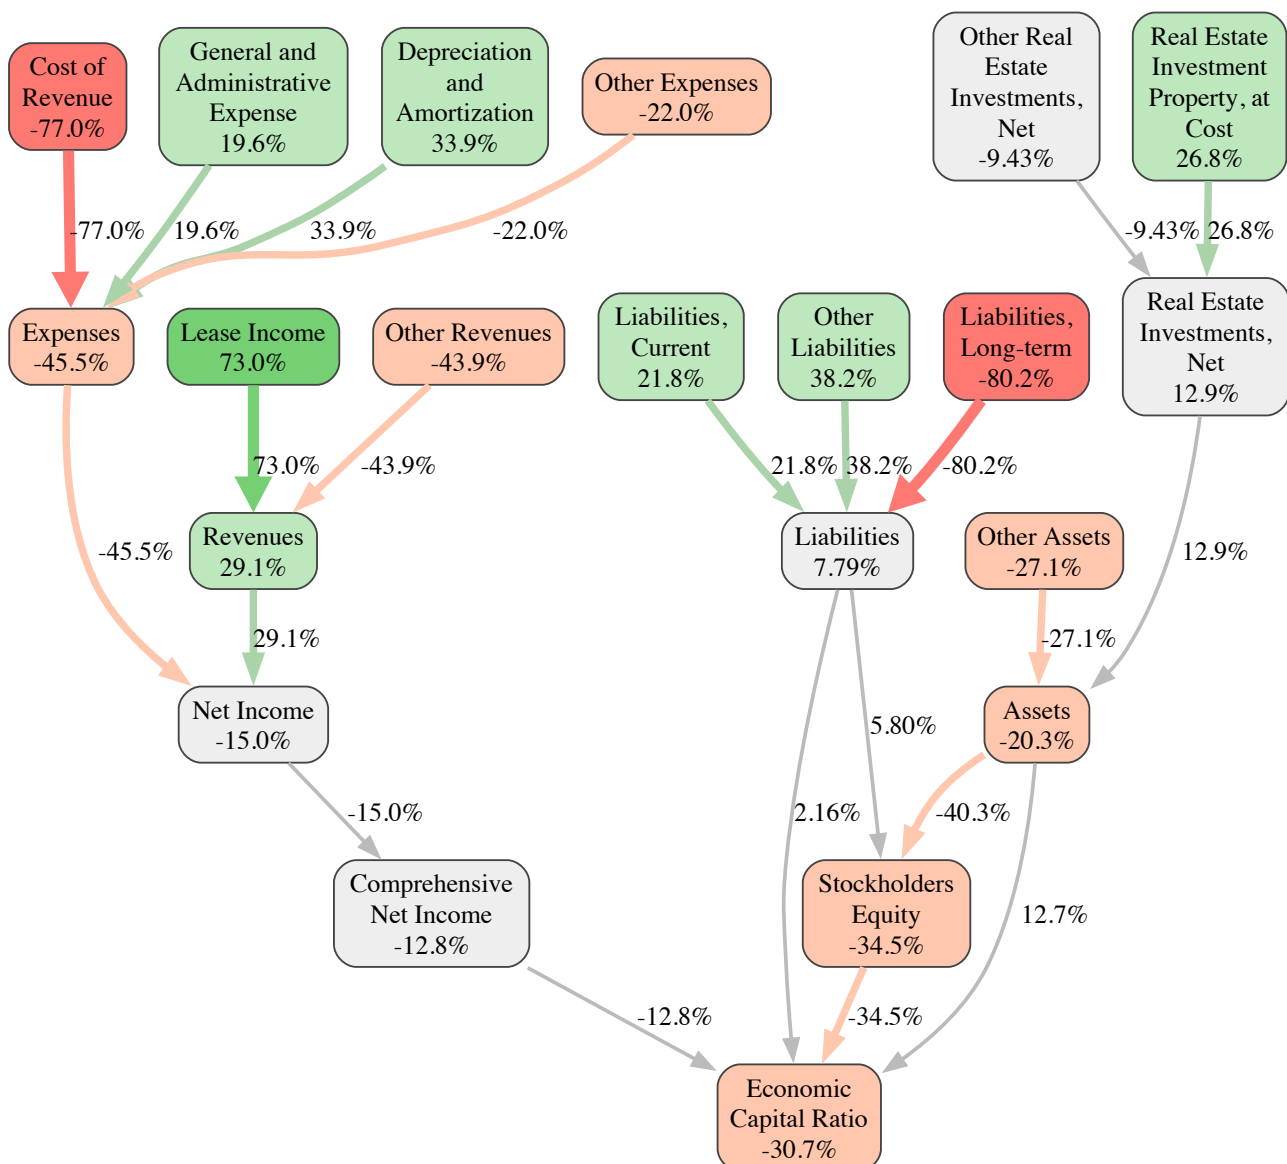 Cost of
Revenue
-77.0%
General and
Administrative
Expense
19.6%
Depreciation
and
Amortization
33.9%
Other Expenses
-22.0%
Other Real
Estate
Investments,
Net
-9.43%
Real Estate
Investment
Property, at
Cost
26.8%
-77.0%
19.6%
33.9%
-22.0%
-9.43%
26.8%
Expenses
-45.5%
Lease Income
73.0%
Other Revenues
-43.9%
Liabilities,
Current
21.8%
Other
Liabilities
38.2%
Liabilities,
Long-term
-80.2%
Real Estate
Investments,
Net
12.9%
73.0%
-43.9%
21.8%
38.2%
-80.2%
-45.5%
Revenues
29.1%
Liabilities
7.79%
Other Assets
-27.1%
12.9%
29.1%
-27.1%
Net Income
-15.0%
5.80%
Assets
-20.3%
-15.0%
2.16%
-40.3%
Comprehensive
Net Income
-12.8%
Stockholders
Equity
-34.5%
12.7%
-12.8%
-34.5%
Economic
Capital Ratio
-30.7%